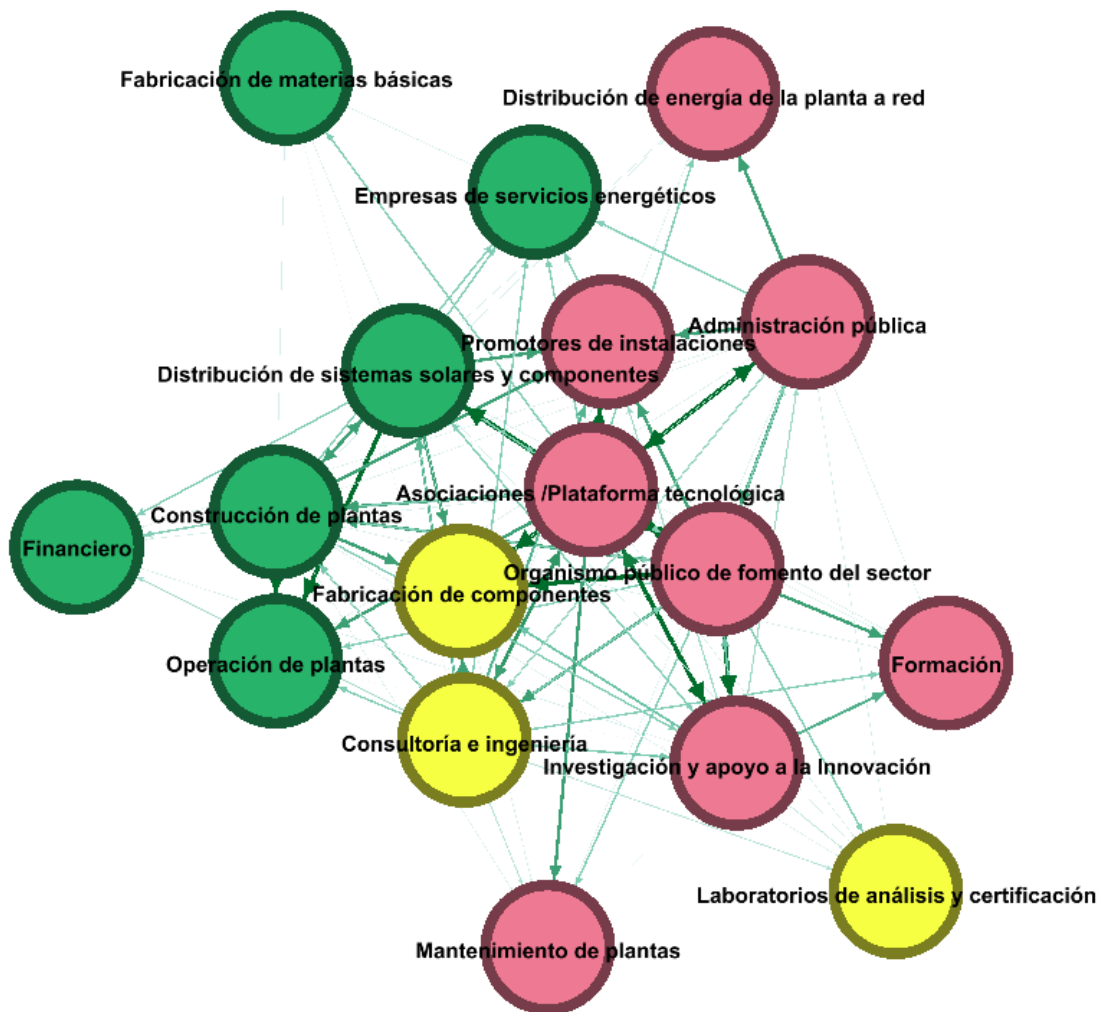 Fabricación de materias básicas
Distribución de energía de la planta a red
Empresas de servicios energéticos
Administración pública
Promotores de instalaciones
Distribución de sistemas solares y componentes
Asociaciones /Plataforma tecnológica
Construcción de plantas
Financiero
Organismo público de fomento del sector
Fabricación de componentes
Operación de plantas
Formación
Consultoría e ingeniería
Investigación y apoyo a la Innovación
Laboratorios de análisis y certificación
Mantenimiento de plantas